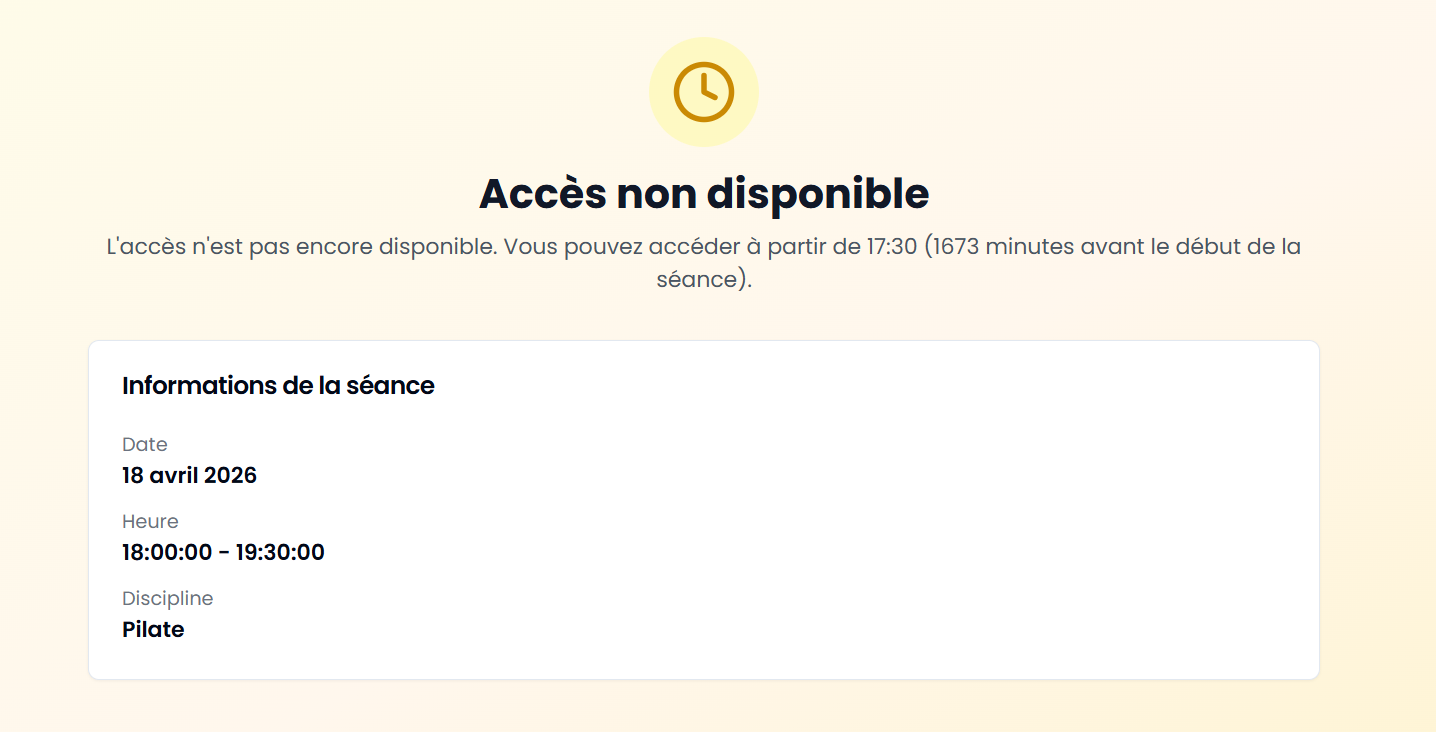 Accès non disponible
L'accès n'est pas encore disponible. Vous pouvez accéder à partir de 17:30 (1673 minutes avant le début de la
séance).
Informations de la séance
Date
18 avril 2026
Heure
18:00:00 - 19:30:00
Discipline
Pilate